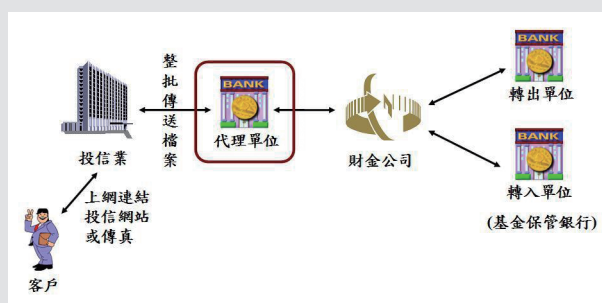 整批傳送檔案
BANK
代理單位
投信業
財金公司
BANK
轉出單位
BANK
轉入單位
(基金保管銀行)
上網連結
投信網站
或傳真
客戶